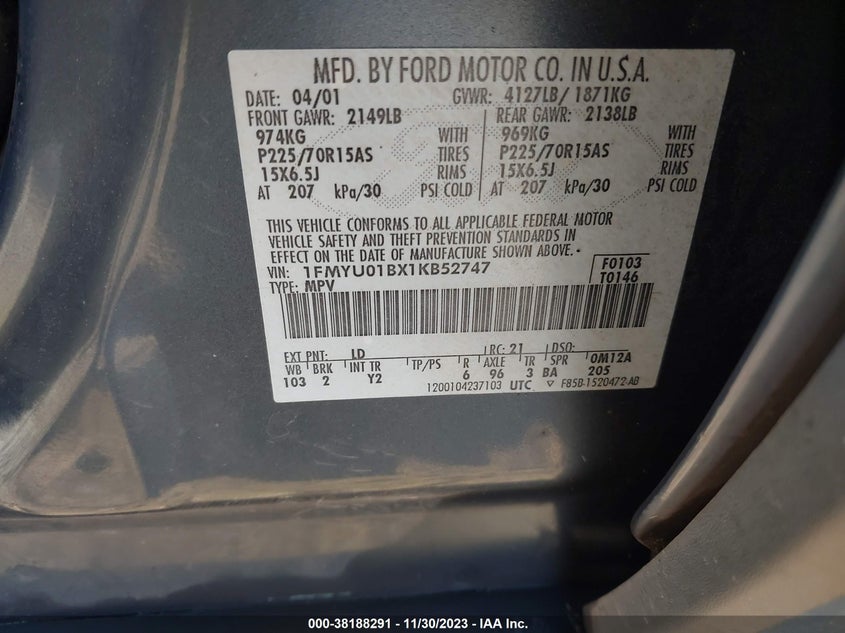 MFD. BY FORD MOTOR CO. IN U.S.A.
DATE: 04/01 GVWR: 4127LB/ 1871KG
FRONT GAWR: 2149LB REAR GAWR: 2138LB
974KG WITH 969KG WITH
P225/70R15AS TIRES P225/70R15AS TIRES
15X6.5J RIMS 15X6.5J RIMS
AT 207 kPa/30 PSI COLD AT 207 kPa/30 PSI COLD
THIS VEHICLE CONFORMS TO ALL APPLICABLE FEDERAL MOTOR
VEHICLE SAFETY AND THEFT PREVENTION STANDARDS IN
EFFECT ON THE DATE OF MANUFACTURE SHOWN ABOVE.
VIN: 1FMYU01BX1KB52747 F0103
TYPE: MPV T0146
EXT PNT: LD RC: 21 DSO:
WB BRK INT TR TP/PS R AXLE TR SPR 0M12A
103 2 Y2 6 96 3 BA 205
1200104237103 UTC F85B-1520472-AB
000-38188291 - 11/30/2023 - IAA Inc.